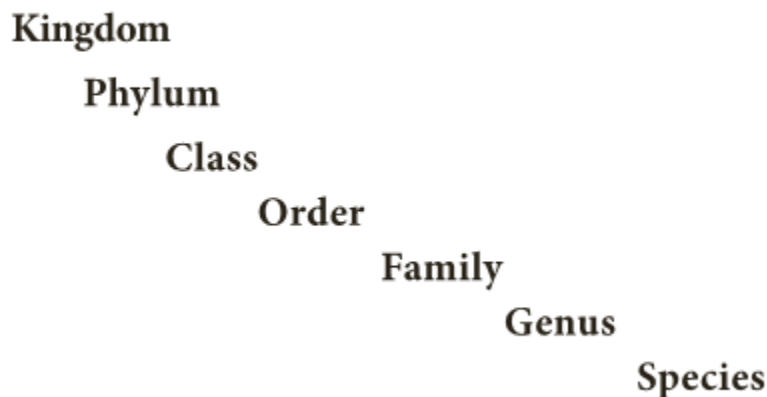 Kingdom
Phylum
Class
Order
Family
Genus
Species